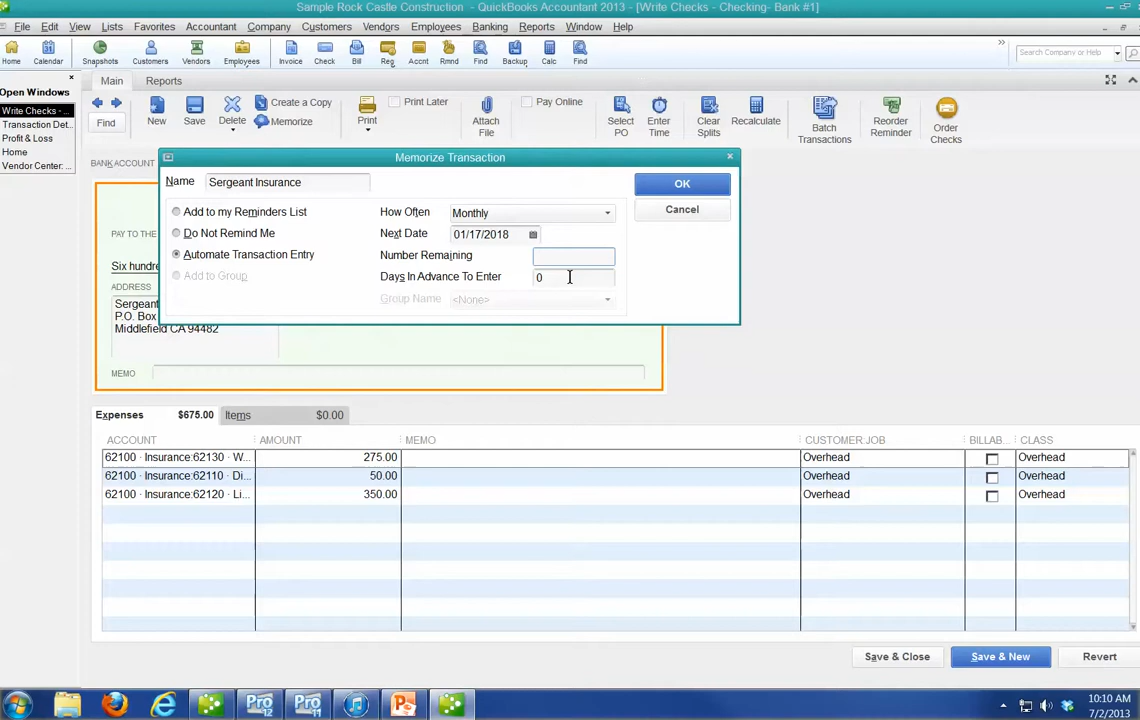 Sample Rock Castle Construction - QuickBooks Accountant 2013 - [Write Checks - Checking- Bank #1]
File Edit View Lists Favorites Accountant Company Customers Vendors Employees Banking Reports Window Help
Home Calendar Snapshots Customers Vendors Employees Invoice Check Bill Reg Accnt Rmnd Find Backup Calc Find
Search Company or Help
Open Windows
Write Checks - ...
Transaction Det...
Profit & Loss
Home
Vendor Center: ...
Main Reports
Find New Save Delete Create a Copy Memorize Print Print Later Attach File Pay Online Select PO Enter Time Clear Splits Recalculate Batch Transactions Reorder Reminder Order Checks
BANK ACCOUNT
Memorize Transaction
Name Sergeant Insurance
OK
Cancel
Add to my Reminders List
Do Not Remind Me
Automate Transaction Entry
Add to Group
How Often Monthly
Next Date 01/17/2018
Number Remaining
Days In Advance To Enter 0
Group Name <None>
PAY TO THE
Six hundre
ADDRESS
Sergeant
P.O. Box
Middlefield CA 94482
MEMO
Expenses $675.00 Items $0.00
ACCOUNT AMOUNT MEMO CUSTOMER:JOB BILLAB... CLASS
62100 · Insurance:62130 · W... 275.00 Overhead Overhead
62100 · Insurance:62110 · Di... 50.00 Overhead Overhead
62100 · Insurance:62120 · Li... 350.00 Overhead Overhead
Save & Close Save & New Revert
10:10 AM
7/2/2013